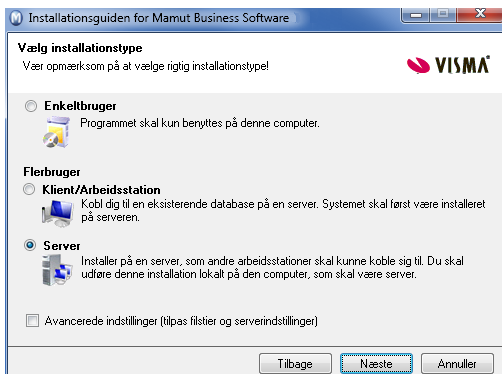 Installationsguiden for Mamut Business Software
Vælg installationstype
Vær opmærksom på at vælge rigtig installationstype!
VISMA
Enkeltbruger
Programmet skal kun benyttes på denne computer.
Flerbruger
Klient/Arbejdsstation
Kobl dig til en eksisterende database på en server. Systemet skal først være installeret
på serveren.
Server
Installer på en server, som andre arbejdsstationer skal kunne koble sig til. Du skal
udføre denne installation lokalt på den computer, som skal være server.
Avancerede indstillinger (tilpas filstier og serverindstillinger)
Tilbage
Næste
Annuller